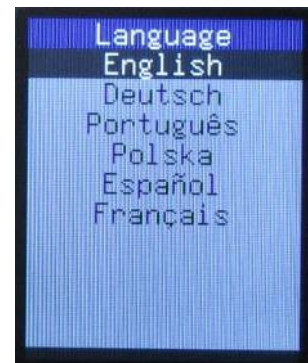 Language
English
Deutsch
Português
Polska
Español
Français